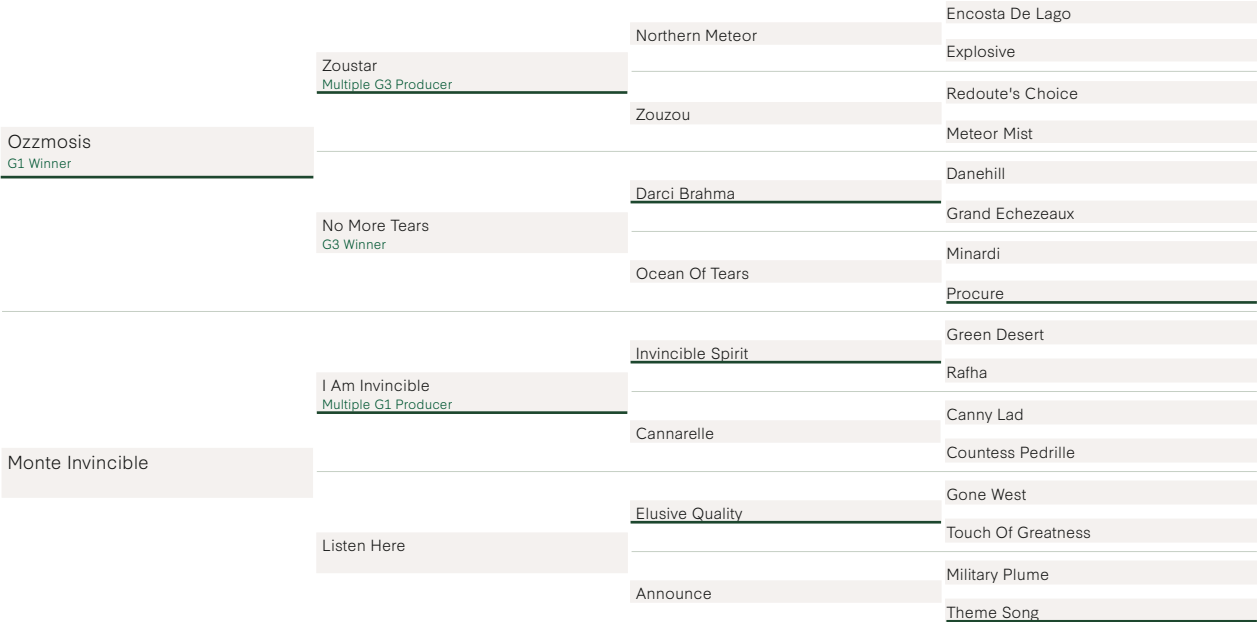 Ozzmosis
G1 Winner
Monte Invincible
Zoustar
Multiple G3 Producer
No More Tears
G3 Winner
I Am Invincible
Multiple G1 Producer
Listen Here
Northern Meteor
Zouzou
Darci Brahma
Ocean Of Tears
Invincible Spirit
Cannarelle
Elusive Quality
Announce
Encosta De Lago
Explosive
Redoute's Choice
Meteor Mist
Danehill
Grand Echezeaux
Minardi
Procure
Green Desert
Rafha
Canny Lad
Countess Pedrille
Gone West
Touch Of Greatness
Military Plume
Theme Song